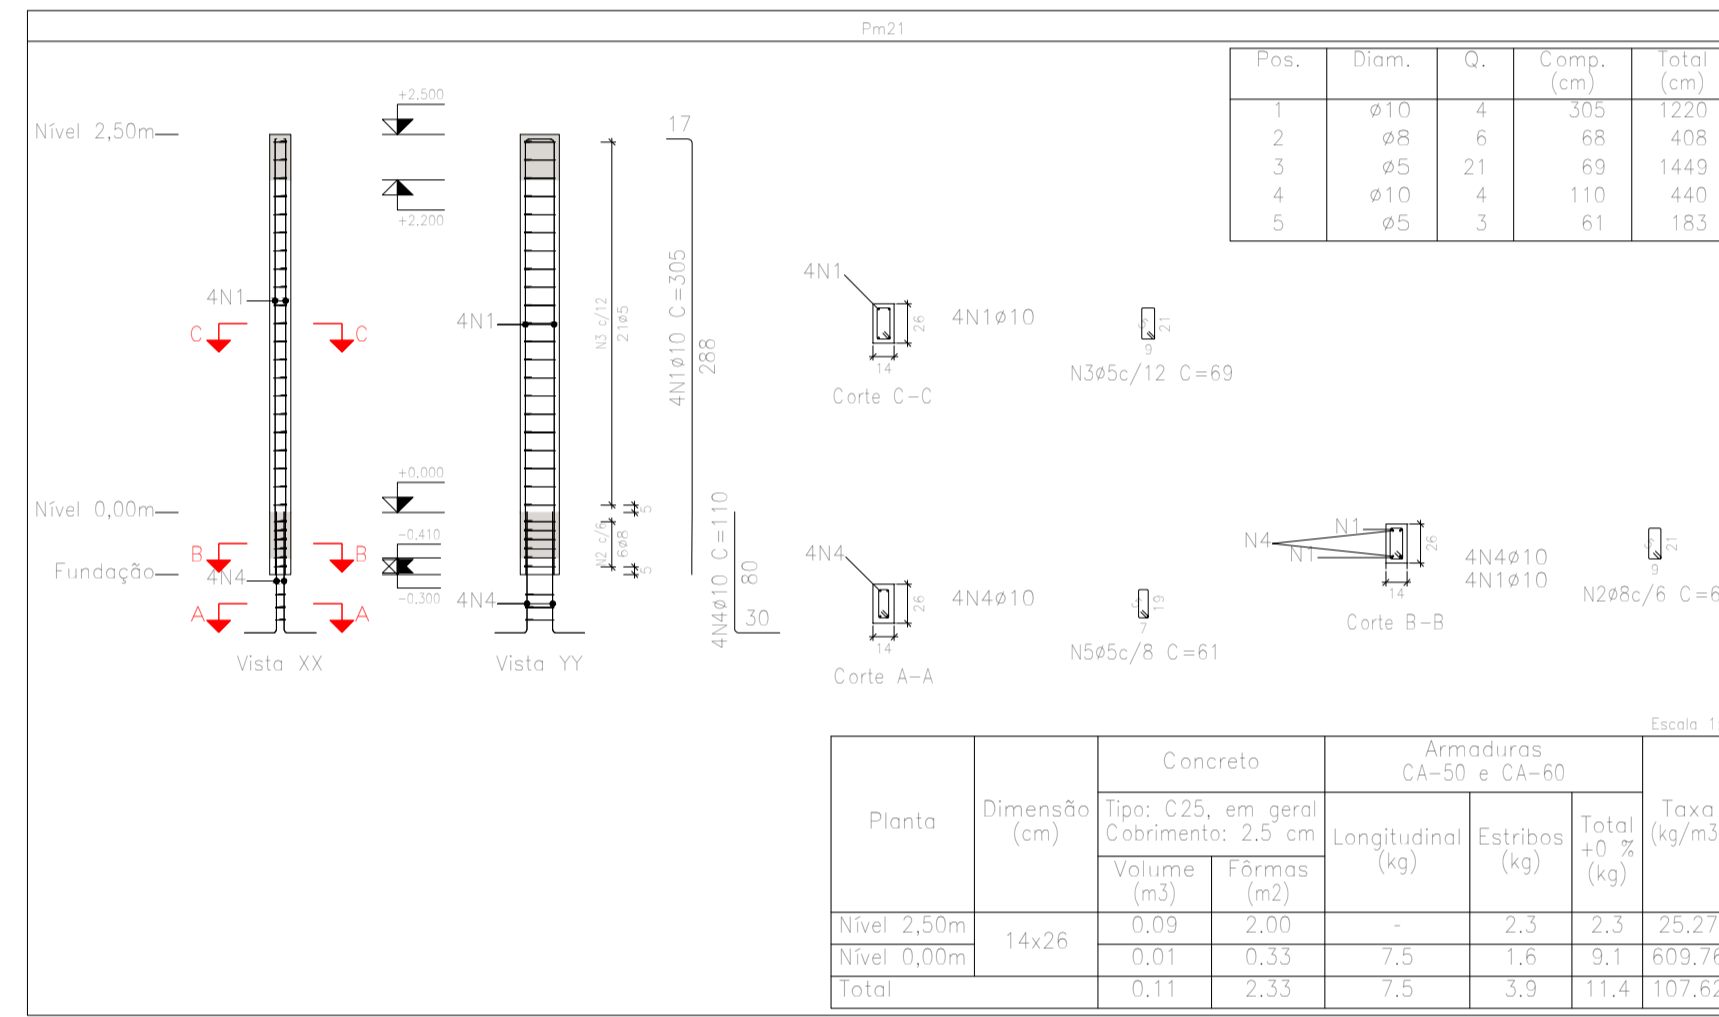 Pm21
Pos. Diam. Q. Comp. (cm) Total (cm)
1 ø10 4 305 1220
2 ø8 6 68 408
3 ø5 21 69 1449
4 ø10 4 110 440
5 ø5 3 61 183
Nível 2,50m
+2.500
+2.200
17
4N1ø10 C=305
288
N3 c/12
21ø5
4N1
4N1
C C
Nível 0,00m
+0.000
-0.410
-0.300
5
N2 c/6
6ø8
5
B B
Fundação
4N4
4N4
A A
4N4ø10 C=110
80
30
Vista XX
Vista YY
4N1
26
14
4N1ø10
Corte C-C
21
9
N3ø5c/12 C=69
4N4
26
14
4N4ø10
Corte A-A
19
7
N5ø5c/8 C=61
N4
N1
N1
26
14
4N4ø10
4N1ø10
Corte B-B
21
9
N2ø8c/6 C=6
Escala 1
Planta
Dimensão (cm)
Concreto
Tipo: C25, em geral
Cobrimento: 2.5 cm
Volume (m3)
Fôrmas (m2)
Armaduras
CA-50 e CA-60
Longitudinal (kg)
Estribos (kg)
Total +0 % (kg)
Taxa (kg/m3
Nível 2,50m 14x26 0.09 2.00 - 2.3 2.3 25.27
Nível 0,00m 0.01 0.33 7.5 1.6 9.1 609.76
Total 0.11 2.33 7.5 3.9 11.4 107.62